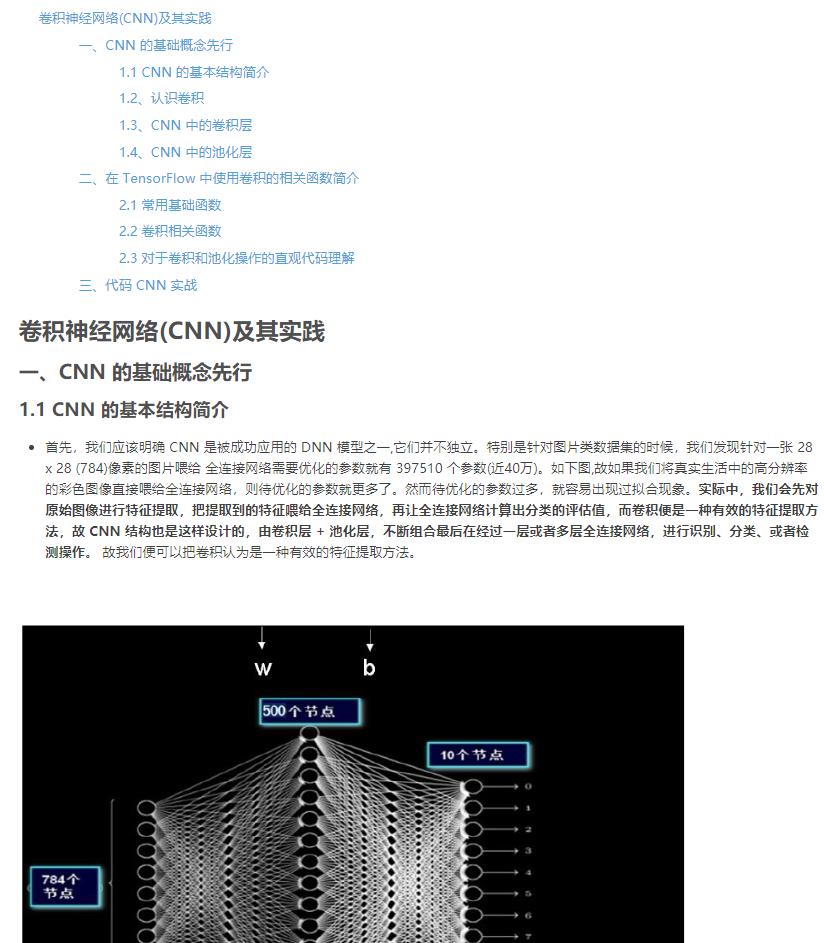 卷积神经网络(CNN)及其实践
一、CNN 的基础概念先行
1.1 CNN 的基本结构简介
1.2、认识卷积
1.3、CNN 中的卷积层
1.4、CNN 中的池化层
二、在 TensorFlow 中使用卷积的相关函数简介
2.1 常用基础函数
2.2 卷积相关函数
2.3 对于卷积和池化操作的直观代码理解
三、代码 CNN 实战
卷积神经网络(CNN)及其实践
一、CNN 的基础概念先行
1.1 CNN 的基本结构简介
首先，我们应该明确 CNN 是被成功应用的 DNN 模型之一,它们并不独立。特别是针对图片类数据集的时候，我们发现针对一张 28
x 28 (784)像素的图片喂给 全连接网络需要优化的参数就有 397510 个参数(近40万)。如下图,故如果我们将真实生活中的高分辨率
的彩色图像直接喂给全连接网络，则待优化的参数就更多了。然而待优化的参数过多，就容易出现过拟合现象。实际中，我们会先对
原始图像进行特征提取，把提取到的特征喂给全连接网络，再让全连接网络计算出分类的评估值，而卷积便是一种有效的特征提取方
法，故 CNN 结构也是这样设计的，由卷积层 + 池化层，不断组合最后在经过一层或者多层全连接网络，进行识别、分类、或者检
测操作。 故我们便可以把卷积认为是一种有效的特征提取方法。
w
b
500个节点
10个节点
0
1
2
3
4
5
6
7
784个
节点